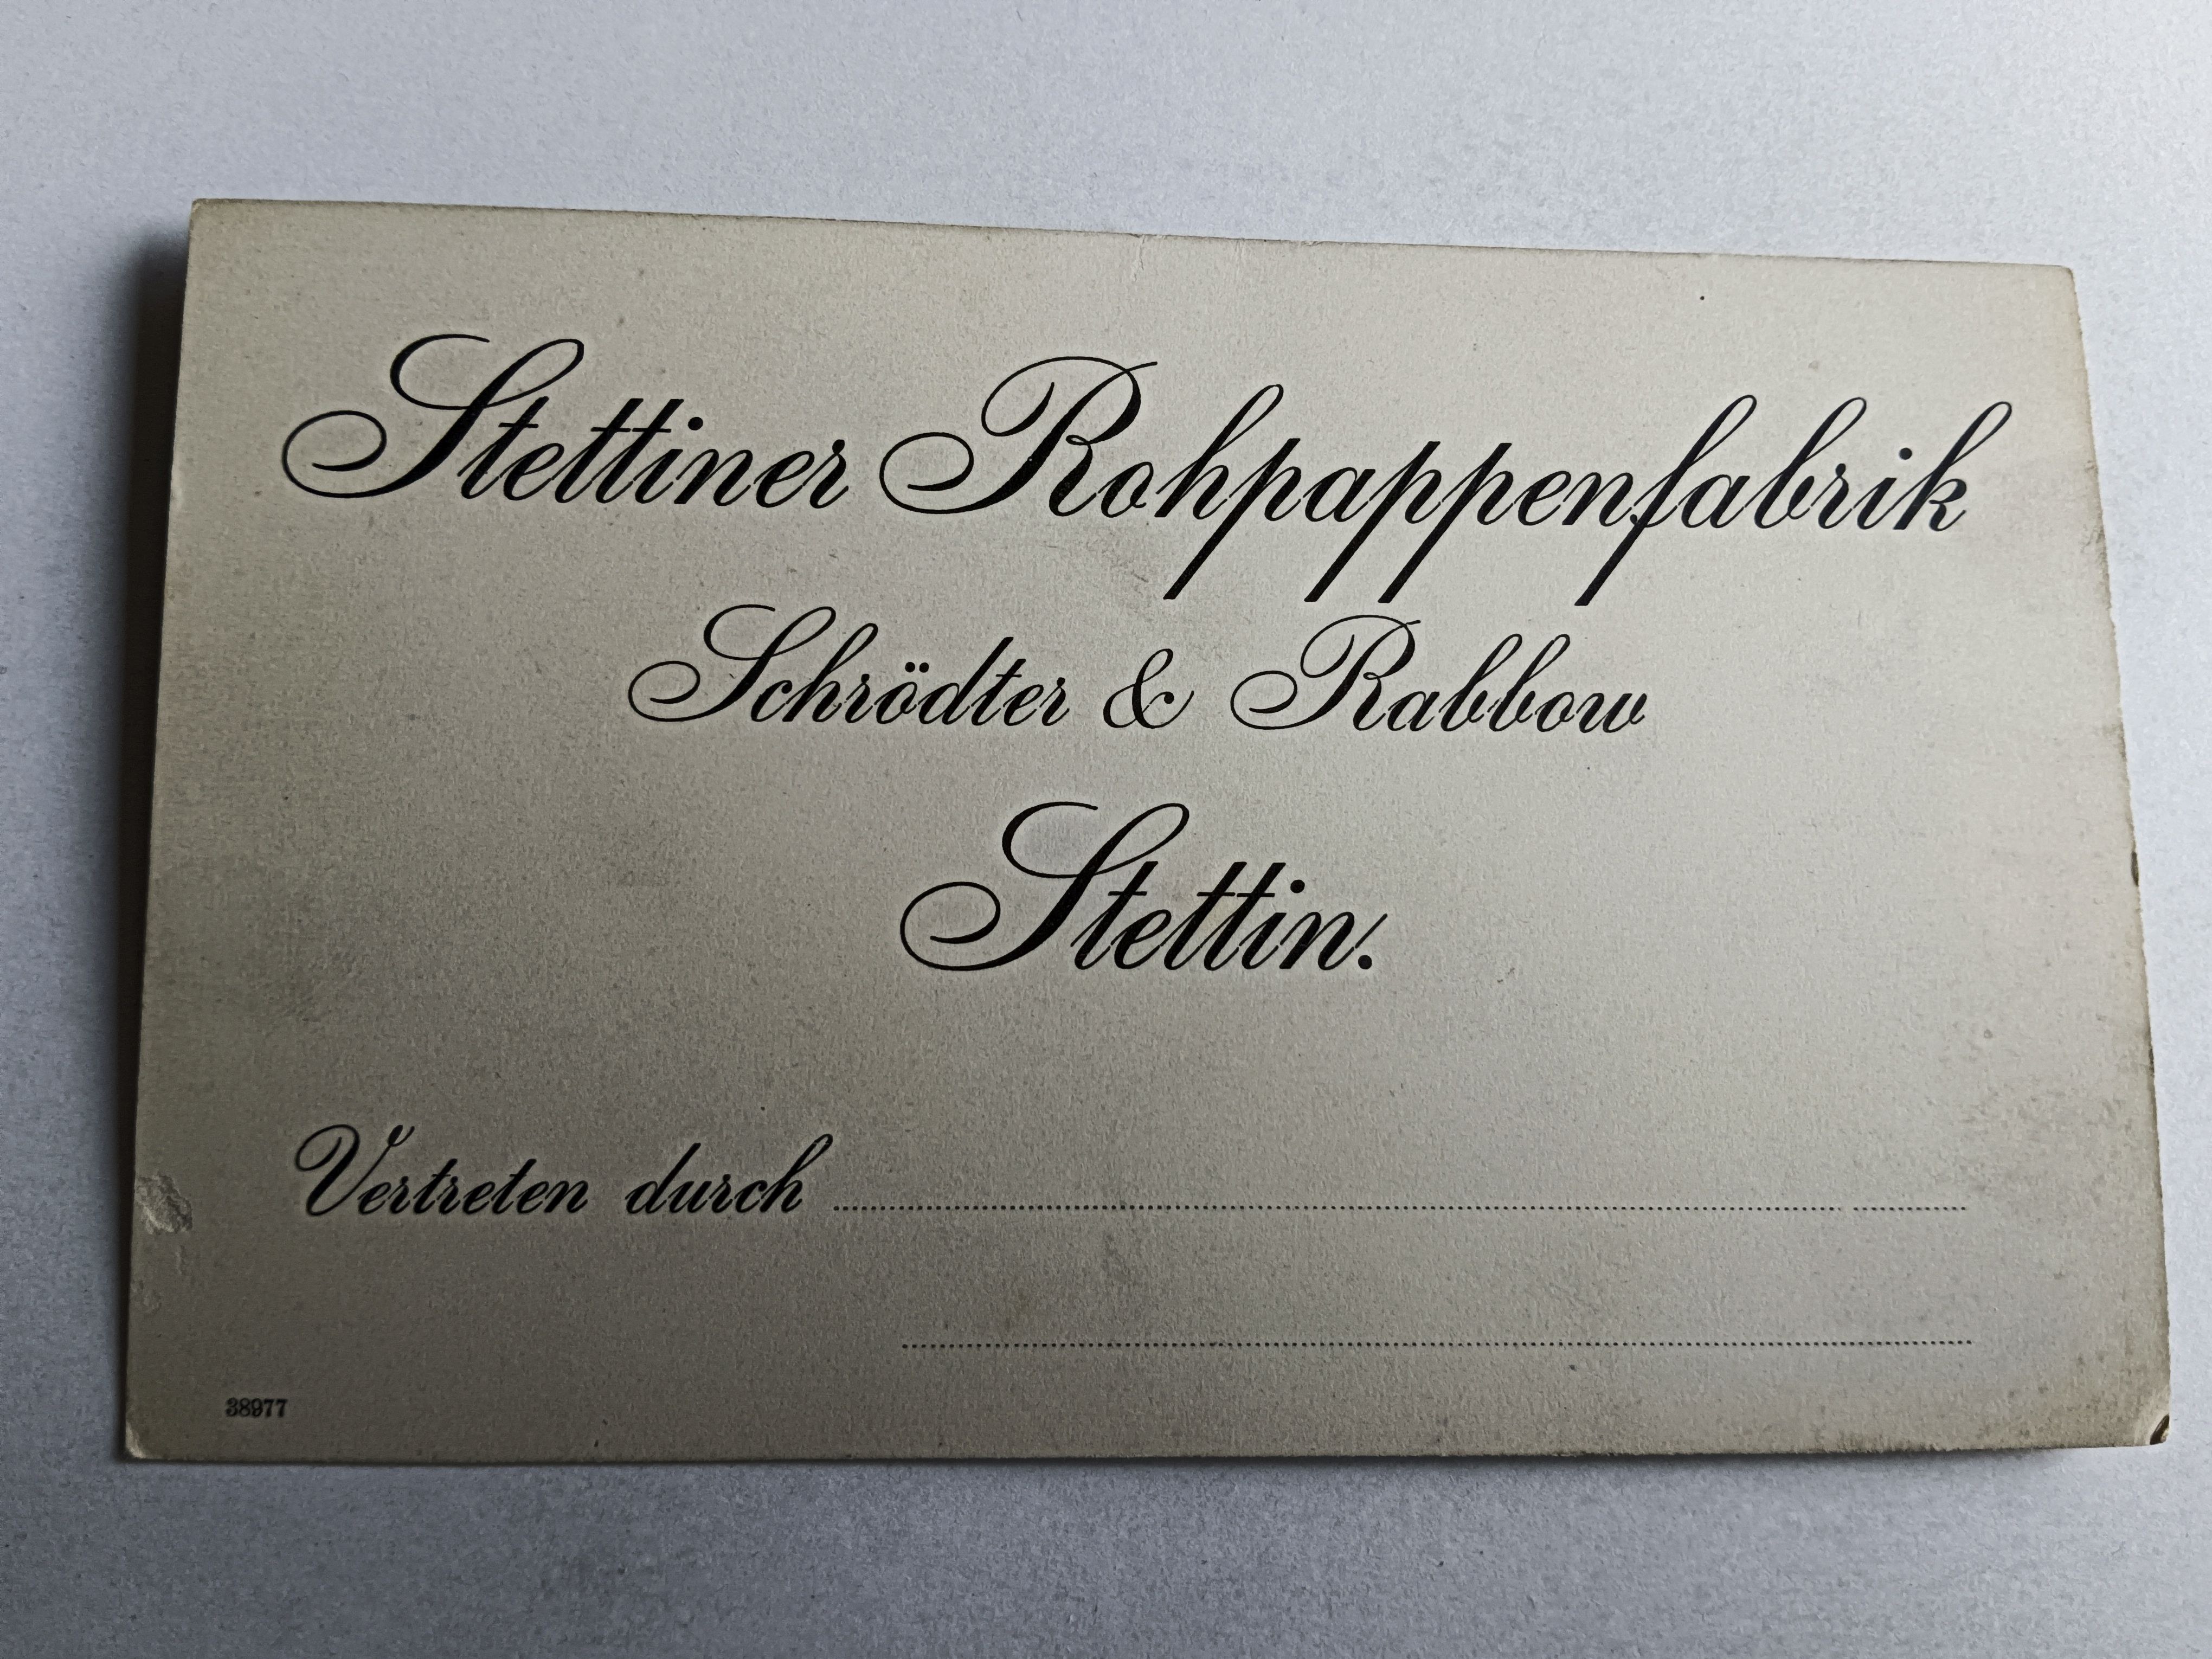 Stettiner Rohpappenfabrik
Schrödter & Rabbow
Stettin.
Vertreten durch
38977